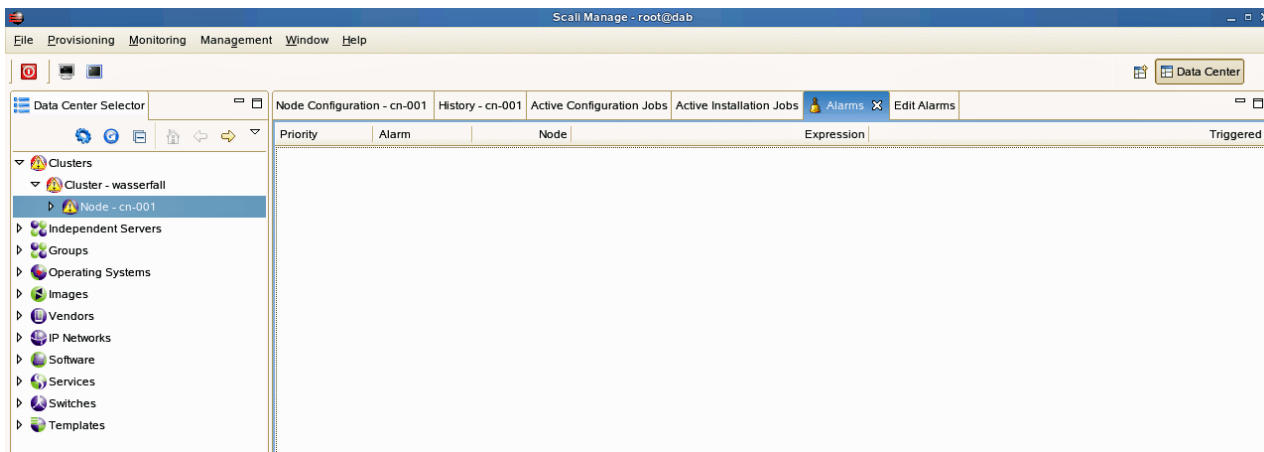 Scali Manage - root@dab
File Provisioning Monitoring Management Window Help
Data Center
Data Center Selector
Node Configuration - cn-001 History - cn-001 Active Configuration Jobs Active Installation Jobs Alarms Edit Alarms
Priority Alarm Node Expression Triggered
Clusters
Cluster - wasserfall
Node - cn-001
Independent Servers
Groups
Operating Systems
Images
Vendors
IP Networks
Software
Services
Switches
Templates